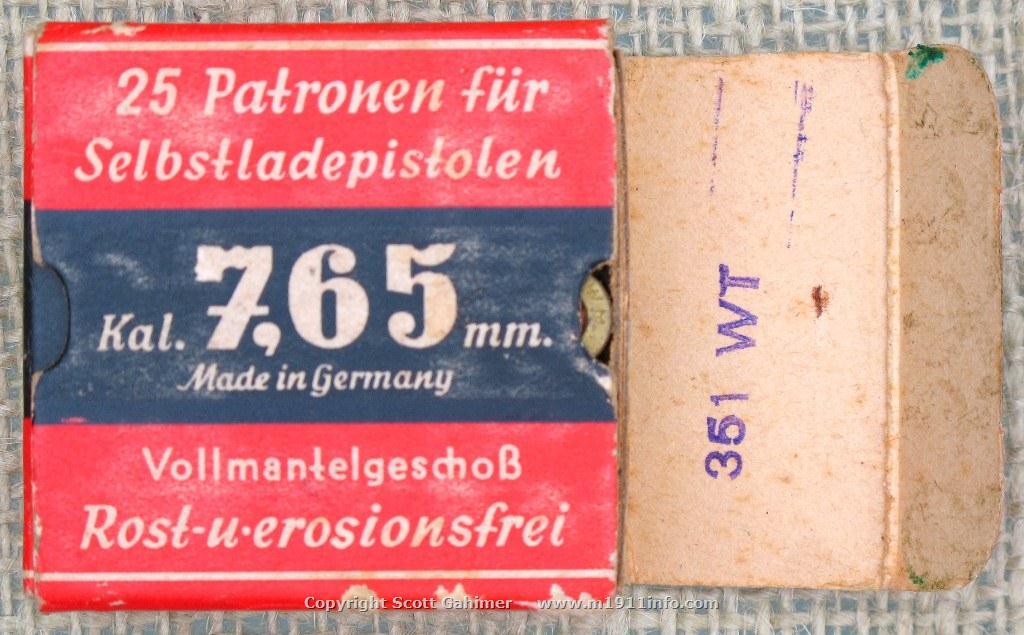 25 Patronen für
Selbstladepistolen
Kal. 7,65 mm.
Made in Germany
Vollmantelgeschoß
Rost-u·erosionsfrei
351 WT
Copyright Scott Gahimer www.m1911info.com